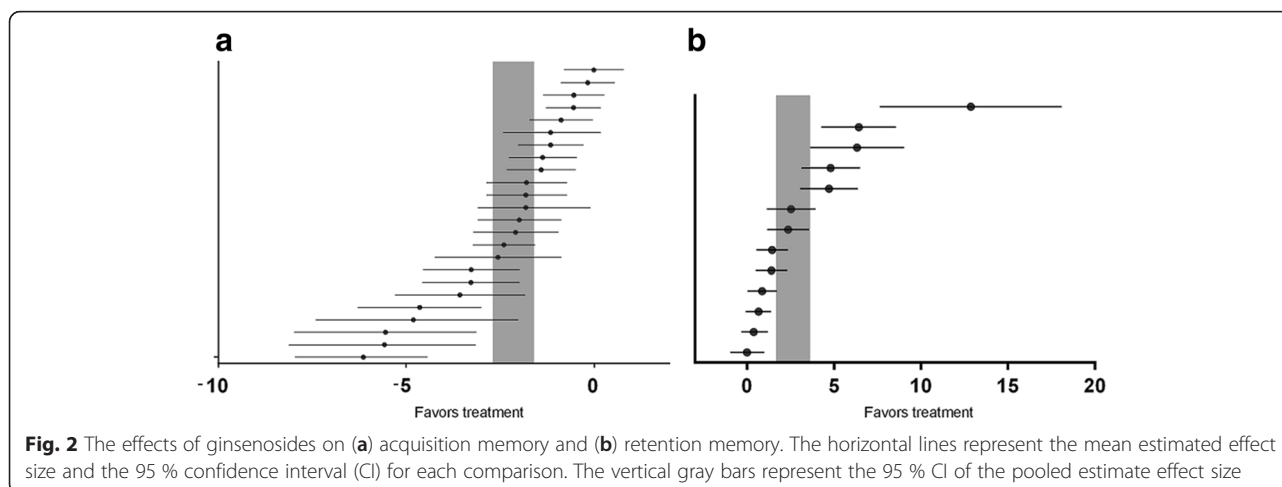 a
b
-10
-5
0
Favors treatment
0
5
10
15
20
Favors treatment
Fig. 2 The effects of ginsenosides on (a) acquisition memory and (b) retention memory. The horizontal lines represent the mean estimated effect
size and the 95 % confidence interval (CI) for each comparison. The vertical gray bars represent the 95 % CI of the pooled estimate effect size